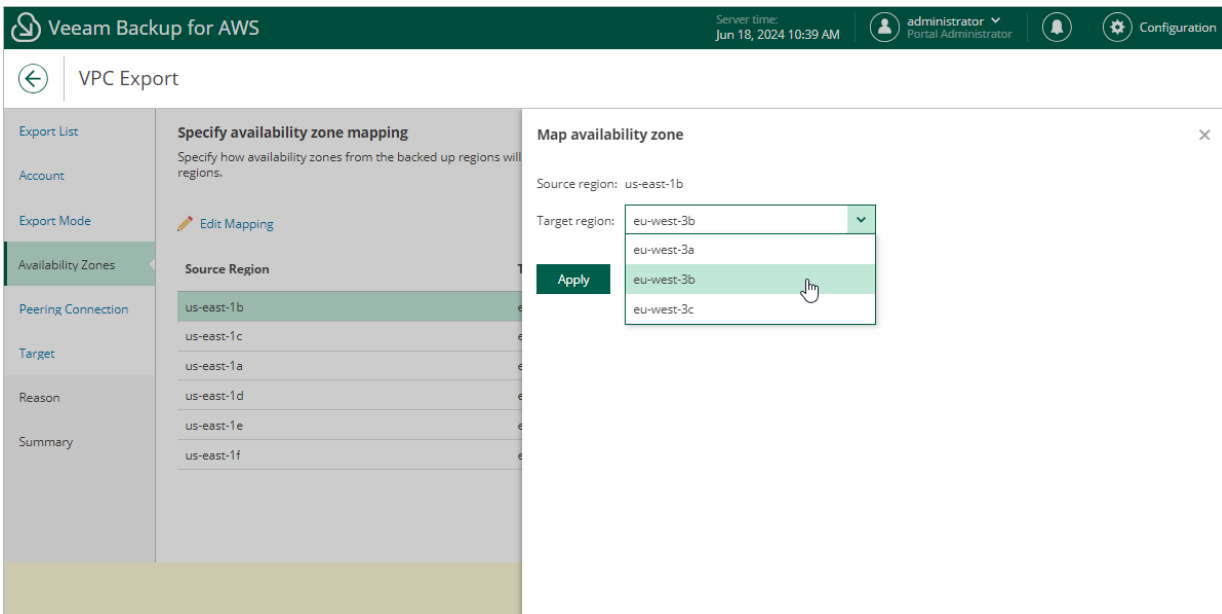 Veeam Backup for AWS
Server time:
Jun 18, 2024 10:39 AM
administrator
Portal Administrator
Configuration
VPC Export
Export List
Account
Export Mode
Availability Zones
Peering Connection
Target
Reason
Summary
Specify availability zone mapping
Specify how availability zones from the backed up regions will
regions.
Edit Mapping
Source Region
us-east-1b
us-east-1c
us-east-1a
us-east-1d
us-east-1e
us-east-1f
Map availability zone
Source region: us-east-1b
Target region: eu-west-3b
eu-west-3a
eu-west-3b
eu-west-3c
Apply